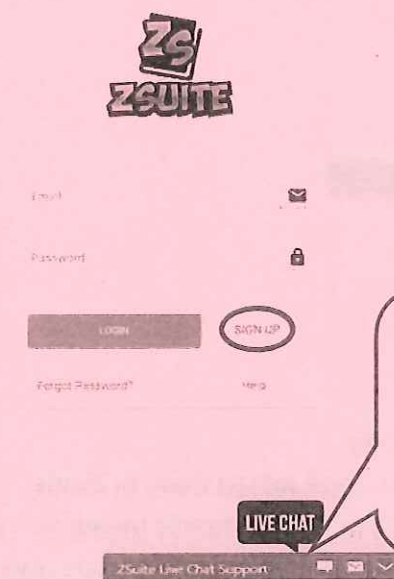 ZS
ZSUITE
Email
Password
LOGIN SIGN UP
Forgot Password? Help
LIVE CHAT
ZSuite Live Chat Support